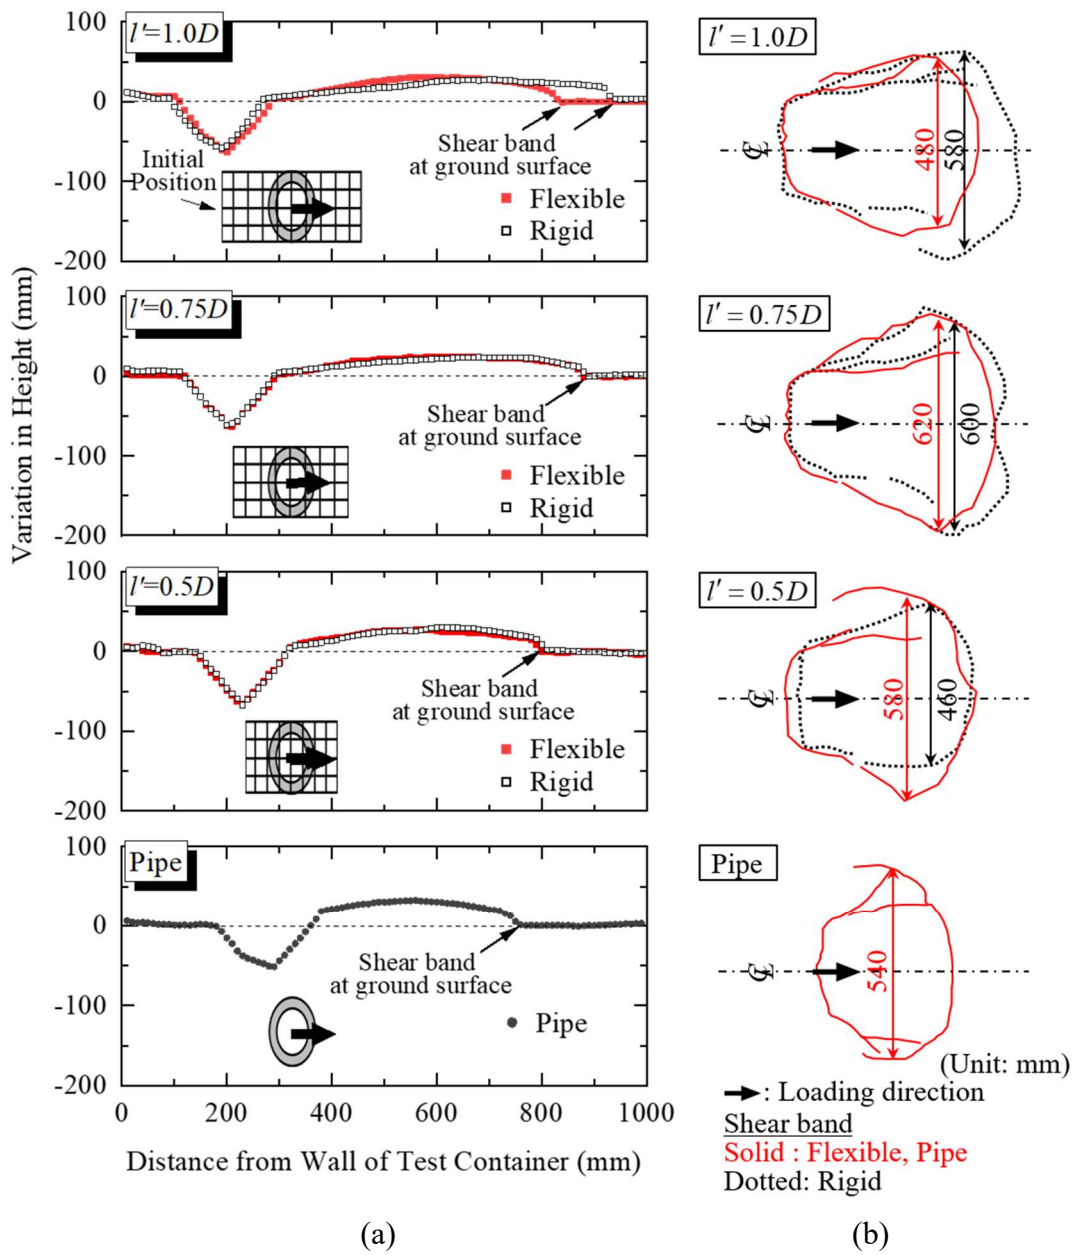 Variation in Height (mm)
l'=1.0D
100
0
-100
-200
Initial
Position
Shear band
at ground surface
Flexible
Rigid
l'=0.75D
100
0
-100
-200
Shear band
at ground surface
Flexible
Rigid
l'=0.5D
100
0
-100
-200
Shear band
at ground surface
Flexible
Rigid
Pipe
100
0
-100
-200
Shear band
at ground surface
Pipe
0 200 400 600 800 1000
Distance from Wall of Test Container (mm)
(a)
l' = 1.0D
℄
480
580
l' = 0.75D
℄
620
600
l' = 0.5D
℄
580
460
Pipe
℄
540
(Unit: mm)
: Loading direction
Shear band
Solid : Flexible, Pipe
Dotted: Rigid
(b)